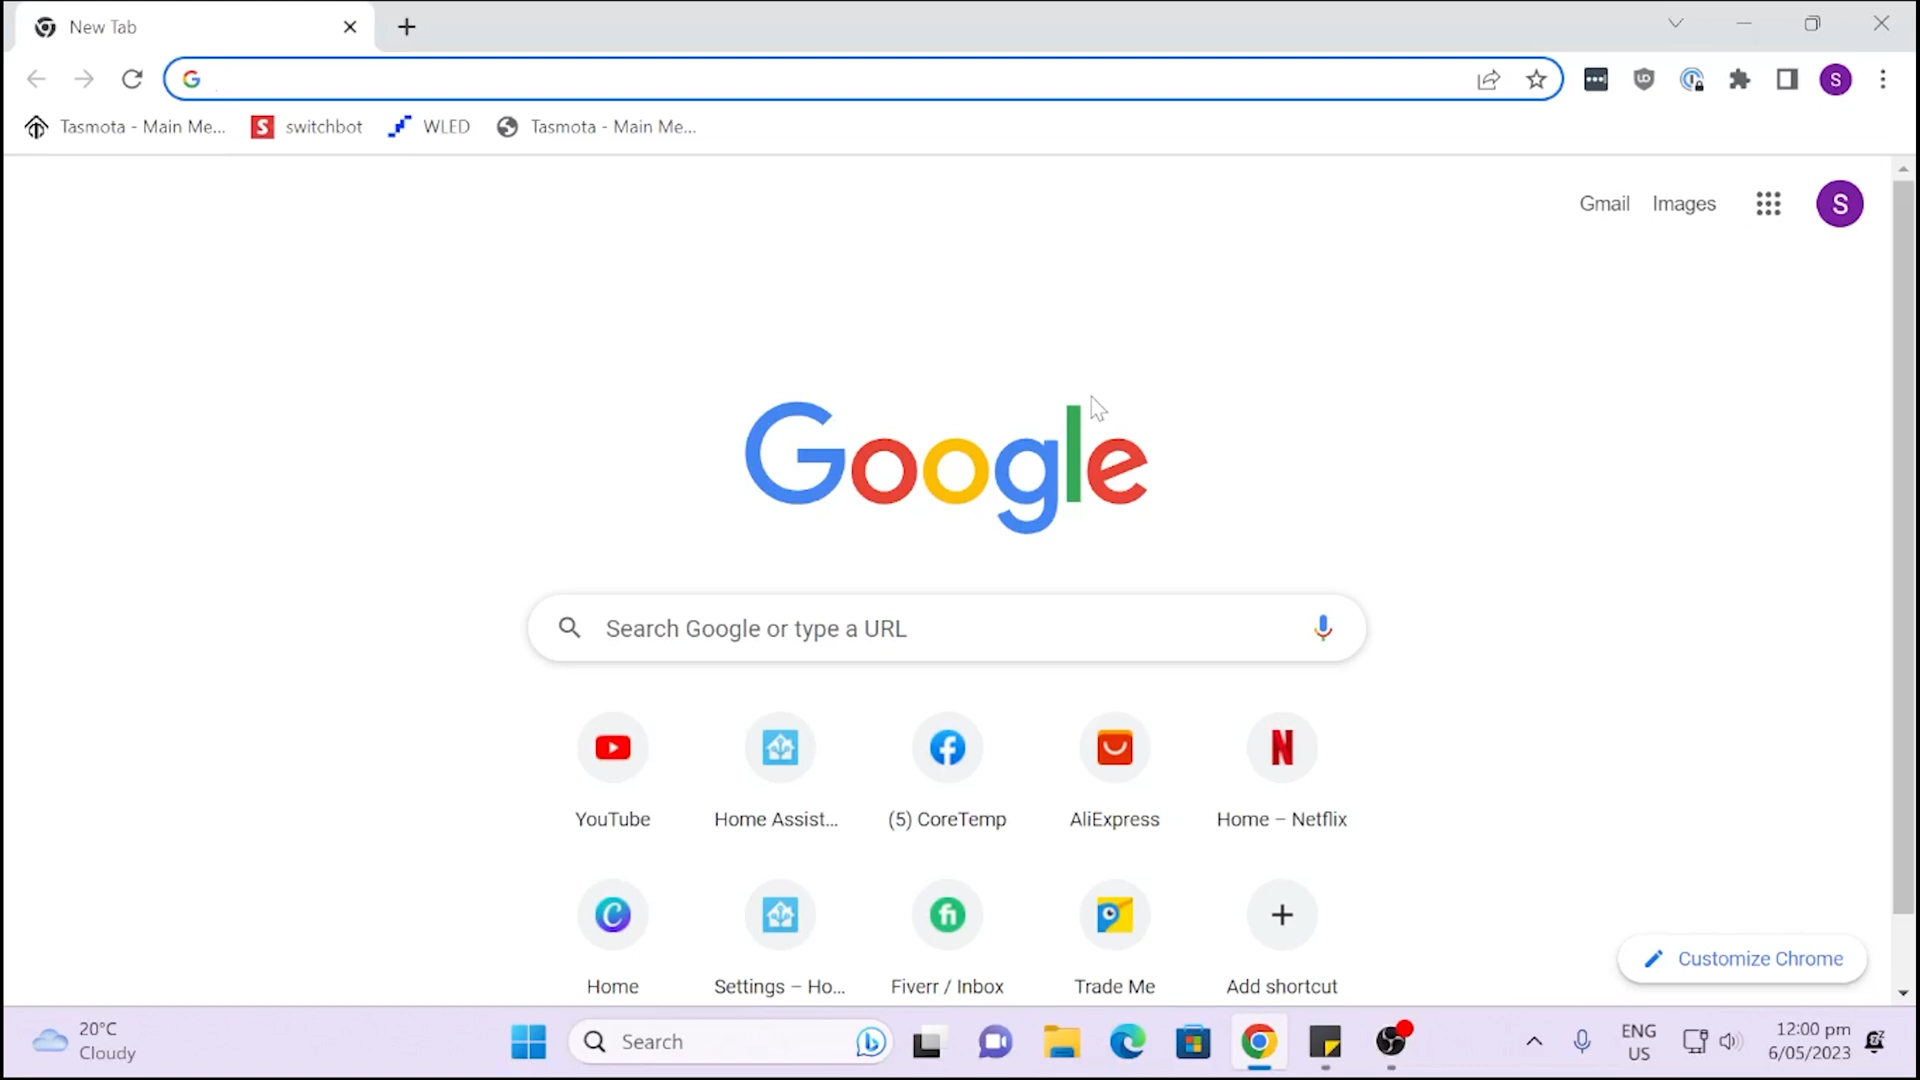 New Tab
Tasmota - Main Me...
switchbot
WLED
Tasmota - Main Me...
Gmail
Images
S
S
Google
Search Google or type a URL
YouTube
Home Assist...
(5) CoreTemp
AliExpress
Home – Netflix
Home
Settings – Ho...
Fiverr / Inbox
Trade Me
Add shortcut
Customize Chrome
20°C
Cloudy
Search
ENG
US
12:00 pm
6/05/2023